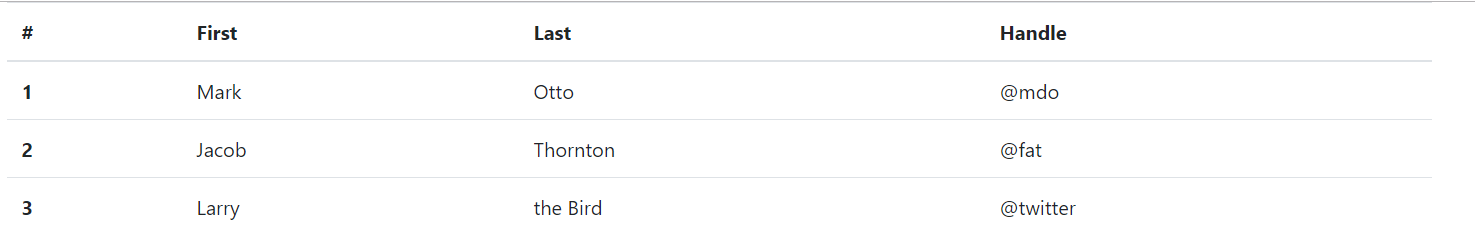 # First Last Handle
1 Mark Otto @mdo
2 Jacob Thornton @fat
3 Larry the Bird @twitter